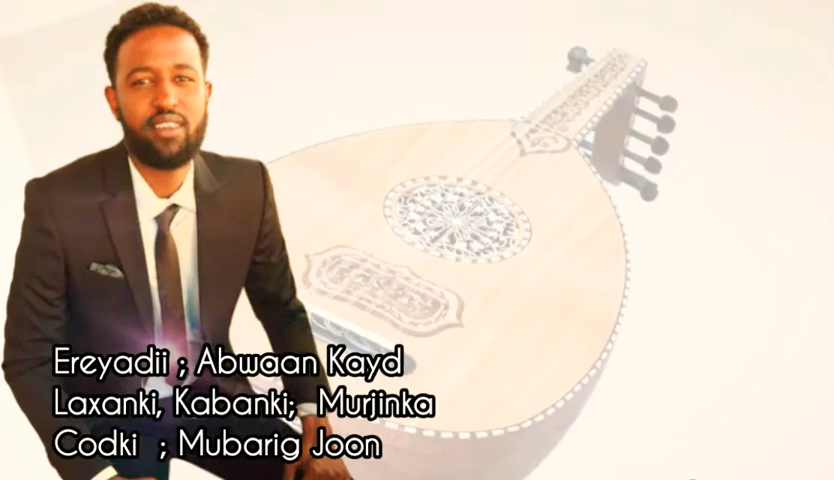 Ereyadii ; Abwaan Kayd
Laxanki, Kabanki; Murjinka
Codki ; Mubarig Joon